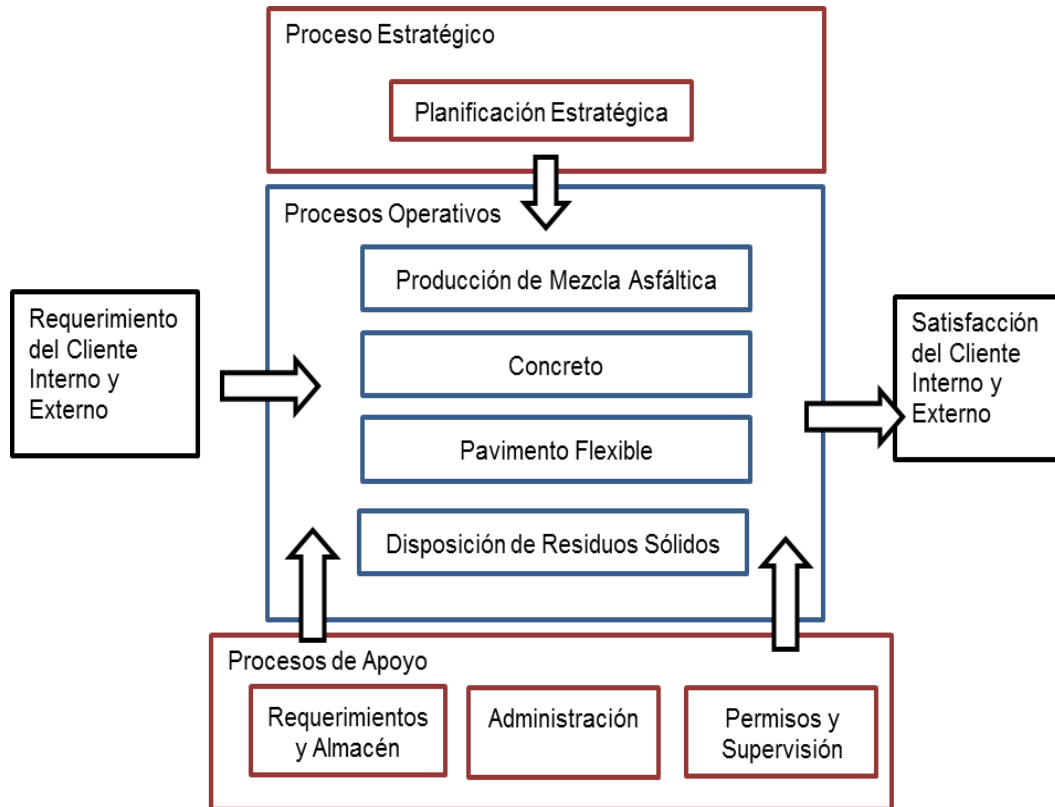 Proceso Estratégico
Planificación Estratégica
Procesos Operativos
Producción de Mezcla Asfáltica
Concreto
Pavimento Flexible
Disposición de Residuos Sólidos
Requerimiento
del Cliente
Interno y
Externo
Satisfacción
del Cliente
Interno y
Externo
Procesos de Apoyo
Requerimientos
y Almacén
Administración
Permisos y
Supervisión